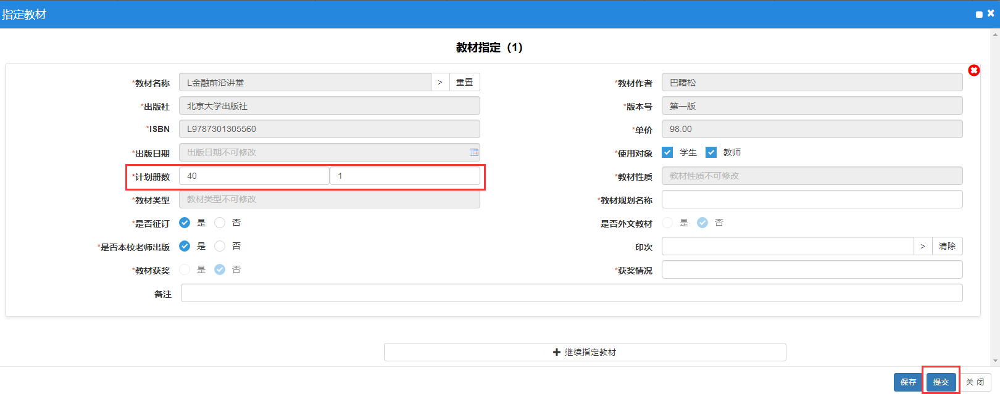 指定教材
教材指定（1）
*教材名称 L金融前沿讲堂 > 重置 *教材作者 巴曙松
*出版社 北京大学出版社 *版本号 第一版
*ISBN L9787301305560 *单价 98.00
*出版日期 出版日期不可修改 *使用对象 学生 教师
*计划册数 40 1 *教材性质 教材性质不可修改
*教材类型 教材类型不可修改 *教材规划名称
*是否征订 是 否 是否外文教材 是 否
*是否本校老师出版 是 否 印次 > 清除
*教材获奖 是 否 *获奖情况
备注
继续指定教材
保存 提交 关 闭